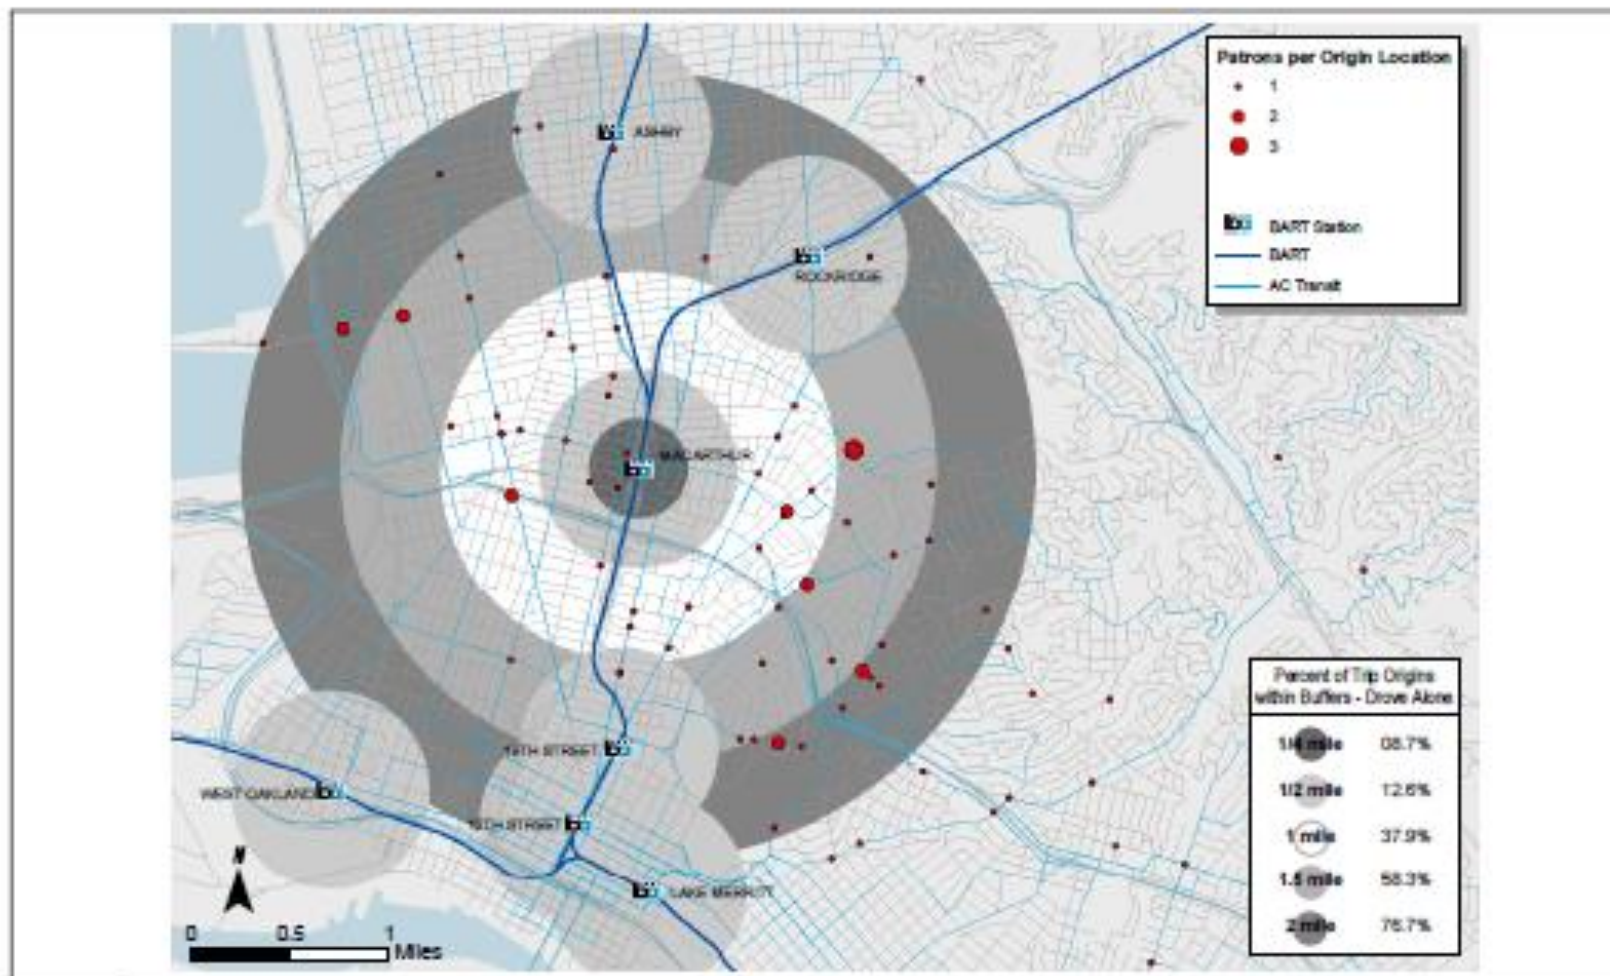 Patrons per Origin Location
1
2
3
BART Station
BART
AC Transit
ASHBY
ROCKRIDGE
MACARTHUR
19TH STREET
WEST OAKLAND
12TH STREET
LAKE MERRITT
N
0 0.5 1
Miles
Percent of Trip Origins
within Buffers - Drove Alone
1/4 mile 08.7%
1/2 mile 12.6%
1 mile 37.9%
1.5 mile 58.3%
2 mile 76.7%